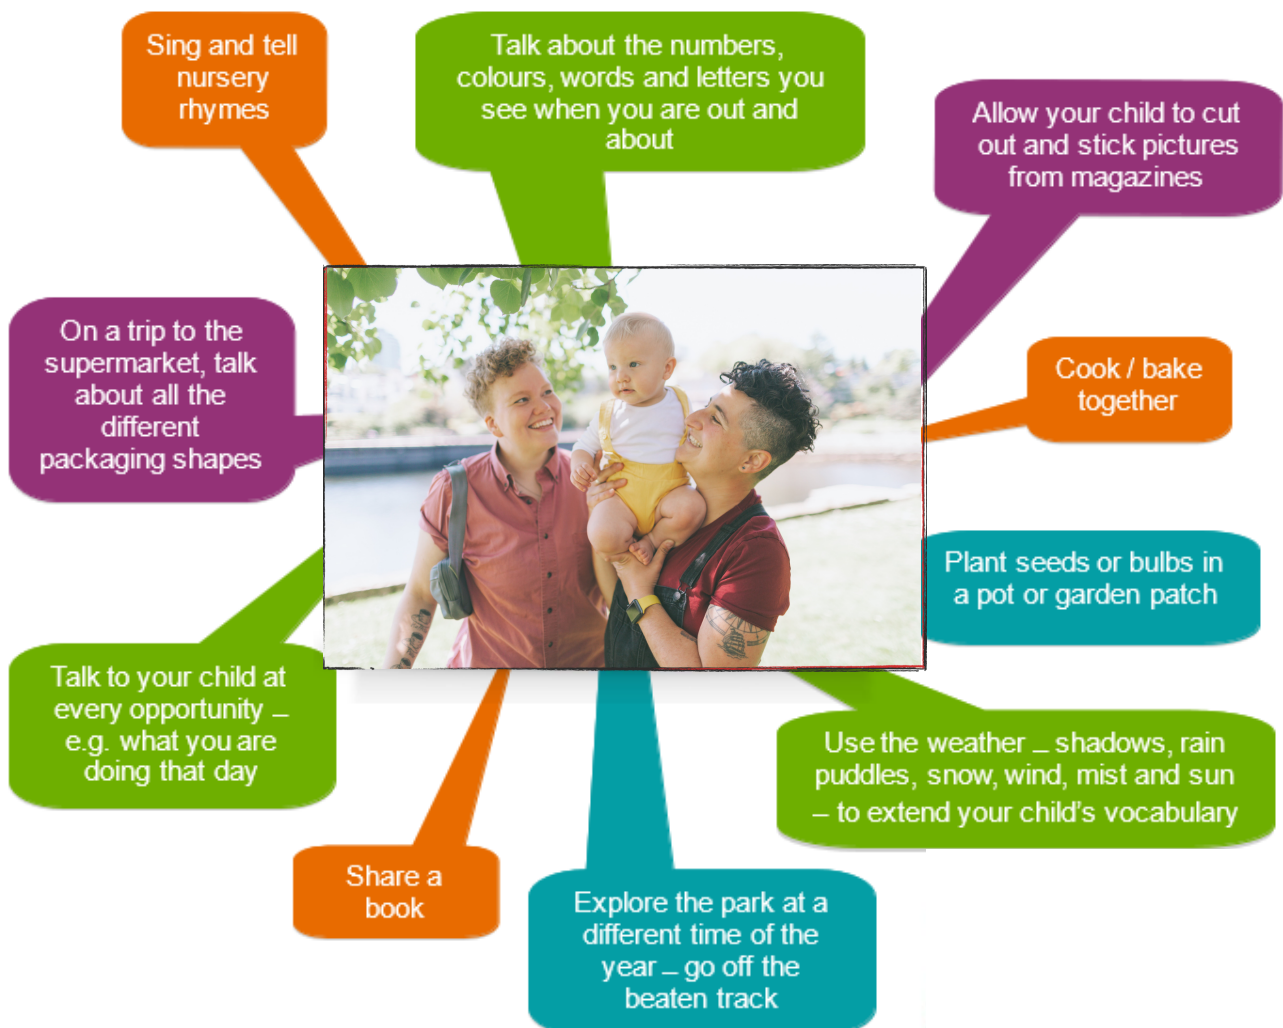 Sing and tell
nursery
rhymes
Talk about the numbers,
colours, words and letters you
see when you are out and
about
Allow your child to cut
out and stick pictures
from magazines
On a trip to the
supermarket, talk
about all the
different
packaging shapes
Cook / bake
together
Plant seeds or bulbs in
a pot or garden patch
Talk to your child at
every opportunity –
e.g. what you are
doing that day
Use the weather – shadows, rain
puddles, snow, wind, mist and sun
– to extend your child's vocabulary
Share a
book
Explore the park at a
different time of the
year – go off the
beaten track